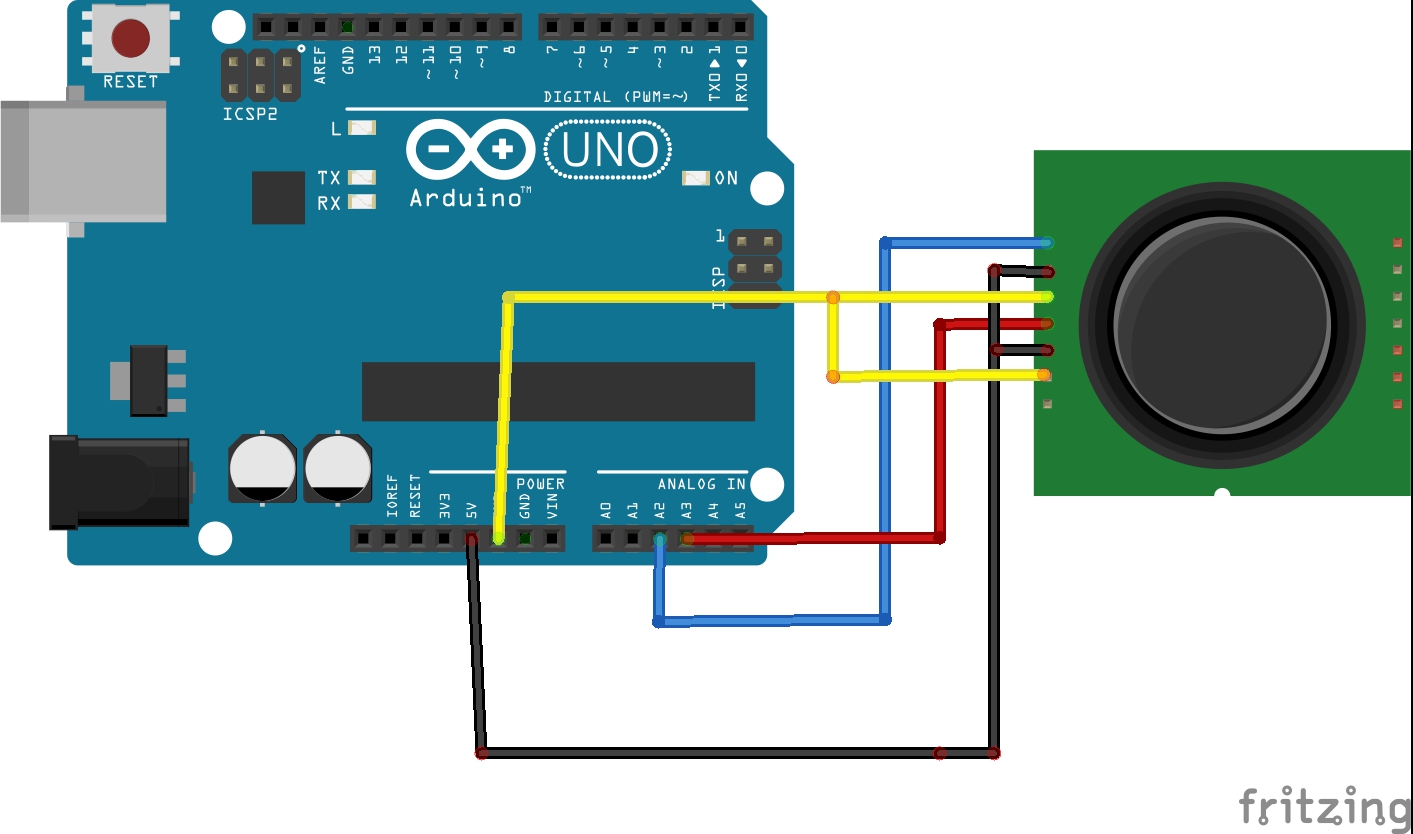 RESET
ICSP2
AREF
GND
13
12
~11
~10
~9
8
7
~6
~5
4
~3
2
TX0▶1
RX0◀0
DIGITAL (PWM=~)
L
TX
RX
Arduino™
UNO
ON
1
ICSP
POWER
ANALOG IN
IOREF
RESET
3V3
5V
GND
VIN
A0
A1
A2
A3
A4
A5
fritzing